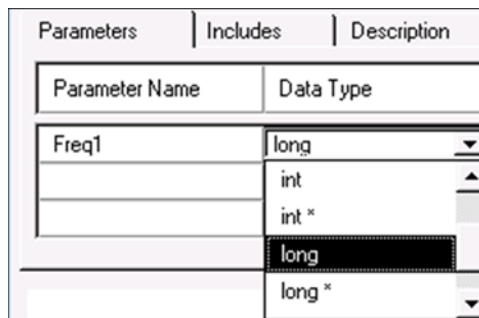 Parameters Includes Description
Parameter Name Data Type
Freq1 long
int
int *
long
long *